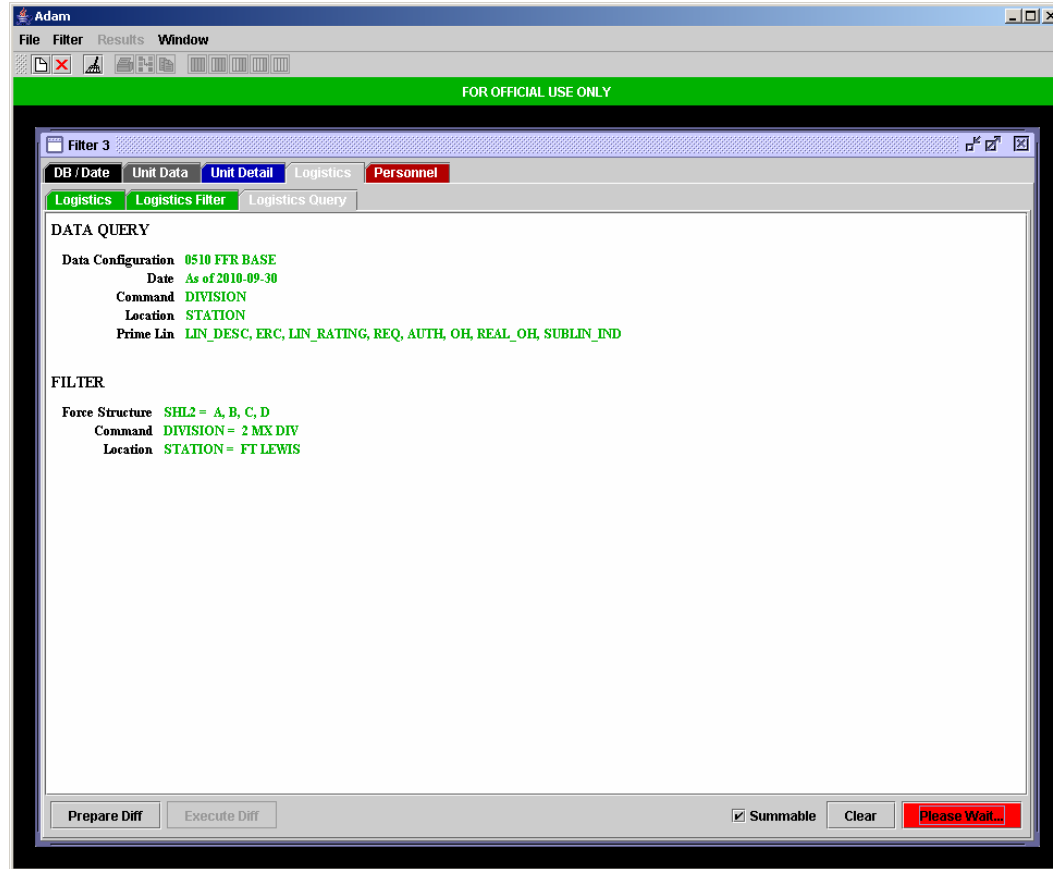 Adam
File Filter Results Window
FOR OFFICIAL USE ONLY
Filter 3
DB / Date Unit Data Unit Detail Logistics Personnel
Logistics Logistics Filter Logistics Query
DATA QUERY
Data Configuration 0510 FFR BASE
Date As of 2010-09-30
Command DIVISION
Location STATION
Prime Lin LIN_DESC, ERC, LIN_RATING, REQ, AUTH, OH, REAL_OH, SUBLIN_IND
FILTER
Force Structure SHL2 = A, B, C, D
Command DIVISION = 2 MX DIV
Location STATION = FT LEWIS
Prepare Diff Execute Diff Summable Clear Please Wait...